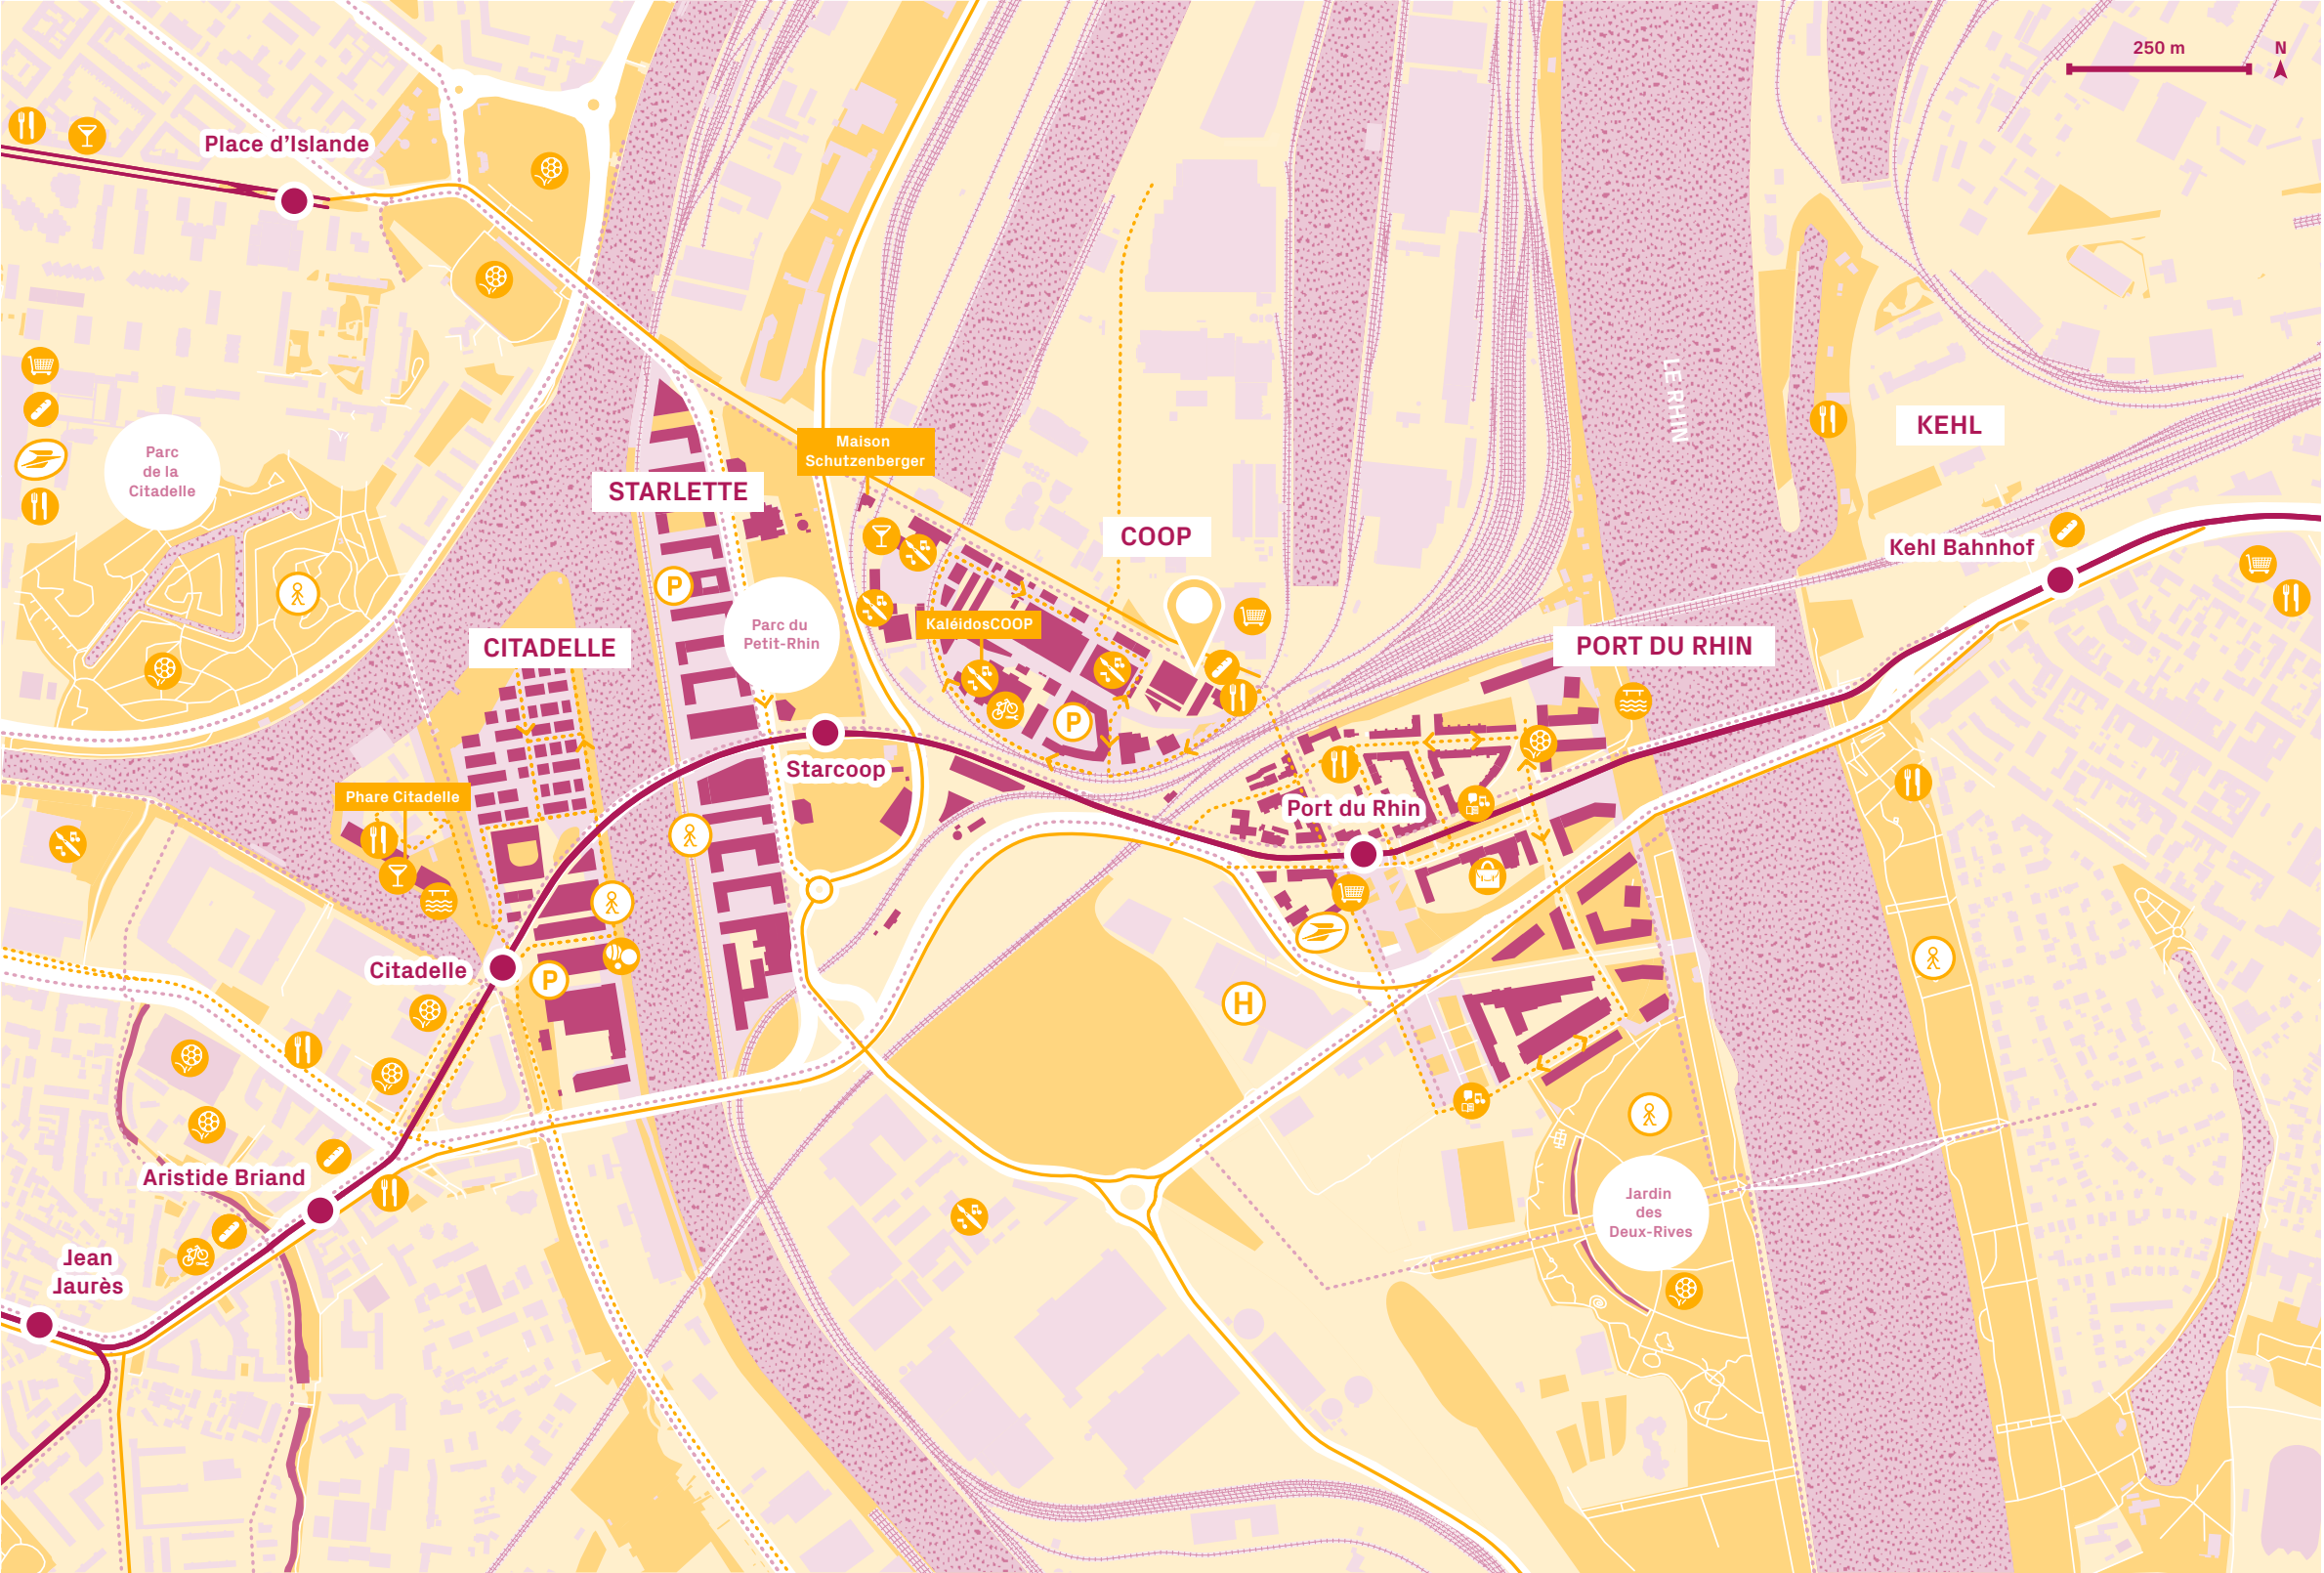 250 m
N
Place d'Islande
Parc
de la
Citadelle
LE RHIN
KEHL
Maison
Schutzenberger
STARLETTE
COOP
Kehl Bahnhof
P
KaléidosCOOP
Parc du
Petit-Rhin
CITADELLE
PORT DU RHIN
P
Starcoop
Phare Citadelle
Port du Rhin
Citadelle
P
H
Aristide Briand
Jardin
des
Deux-Rives
Jean
Jaurès